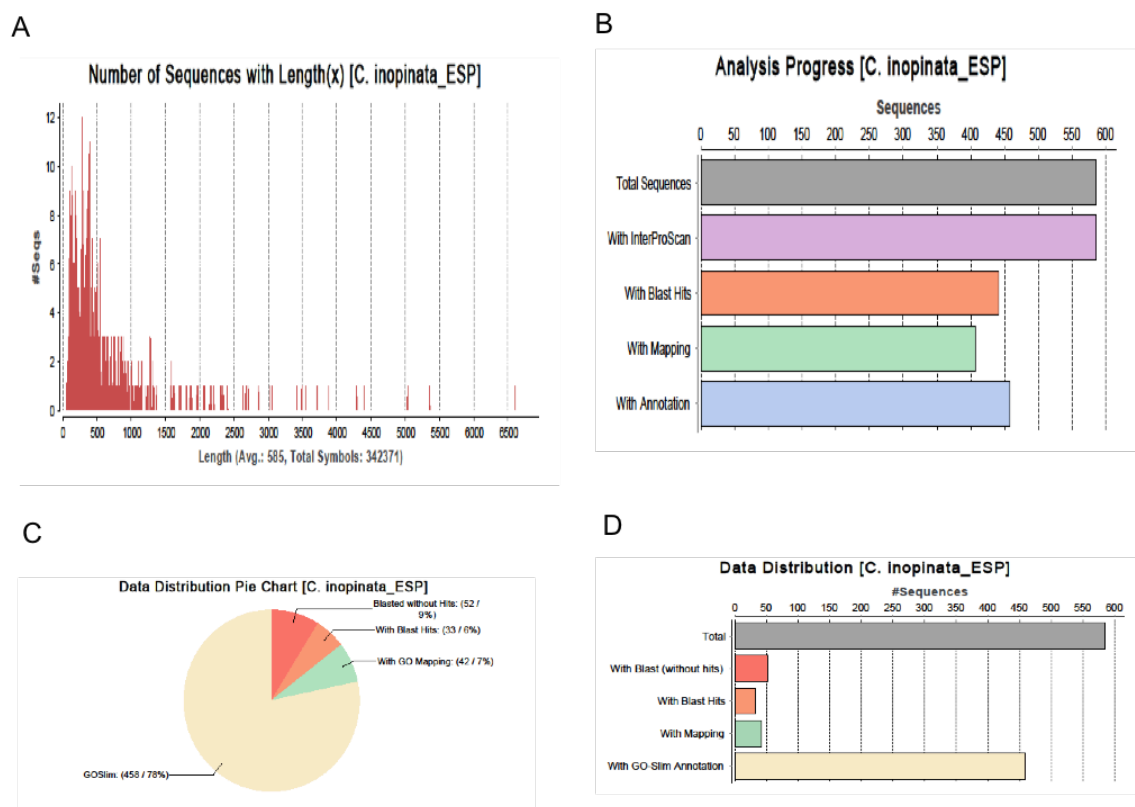 A
Number of Sequences with Length(x) [C. inopinata_ESP]
#Seqs
12
10
8
6
4
2
0
0 500 1000 1500 2000 2500 3000 3500 4000 4500 5000 5500 6000 6500
Length (Avg.: 585, Total Symbols: 342371)
B
Analysis Progress [C. inopinata_ESP]
Sequences
0 50 100 150 200 250 300 350 400 450 500 550 600
Total Sequences
With InterProScan
With Blast Hits
With Mapping
With Annotation
C
Data Distribution Pie Chart [C. inopinata_ESP]
Blasted without Hits: (52 /
9%)
With Blast Hits: (33 / 6%)
With GO Mapping: (42 / 7%)
GOSlim: (458 / 78%)
D
Data Distribution [C. inopinata_ESP]
#Sequences
0 50 100 150 200 250 300 350 400 450 500 550 600
Total
With Blast (without hits)
With Blast Hits
With Mapping
With GO-Slim Annotation